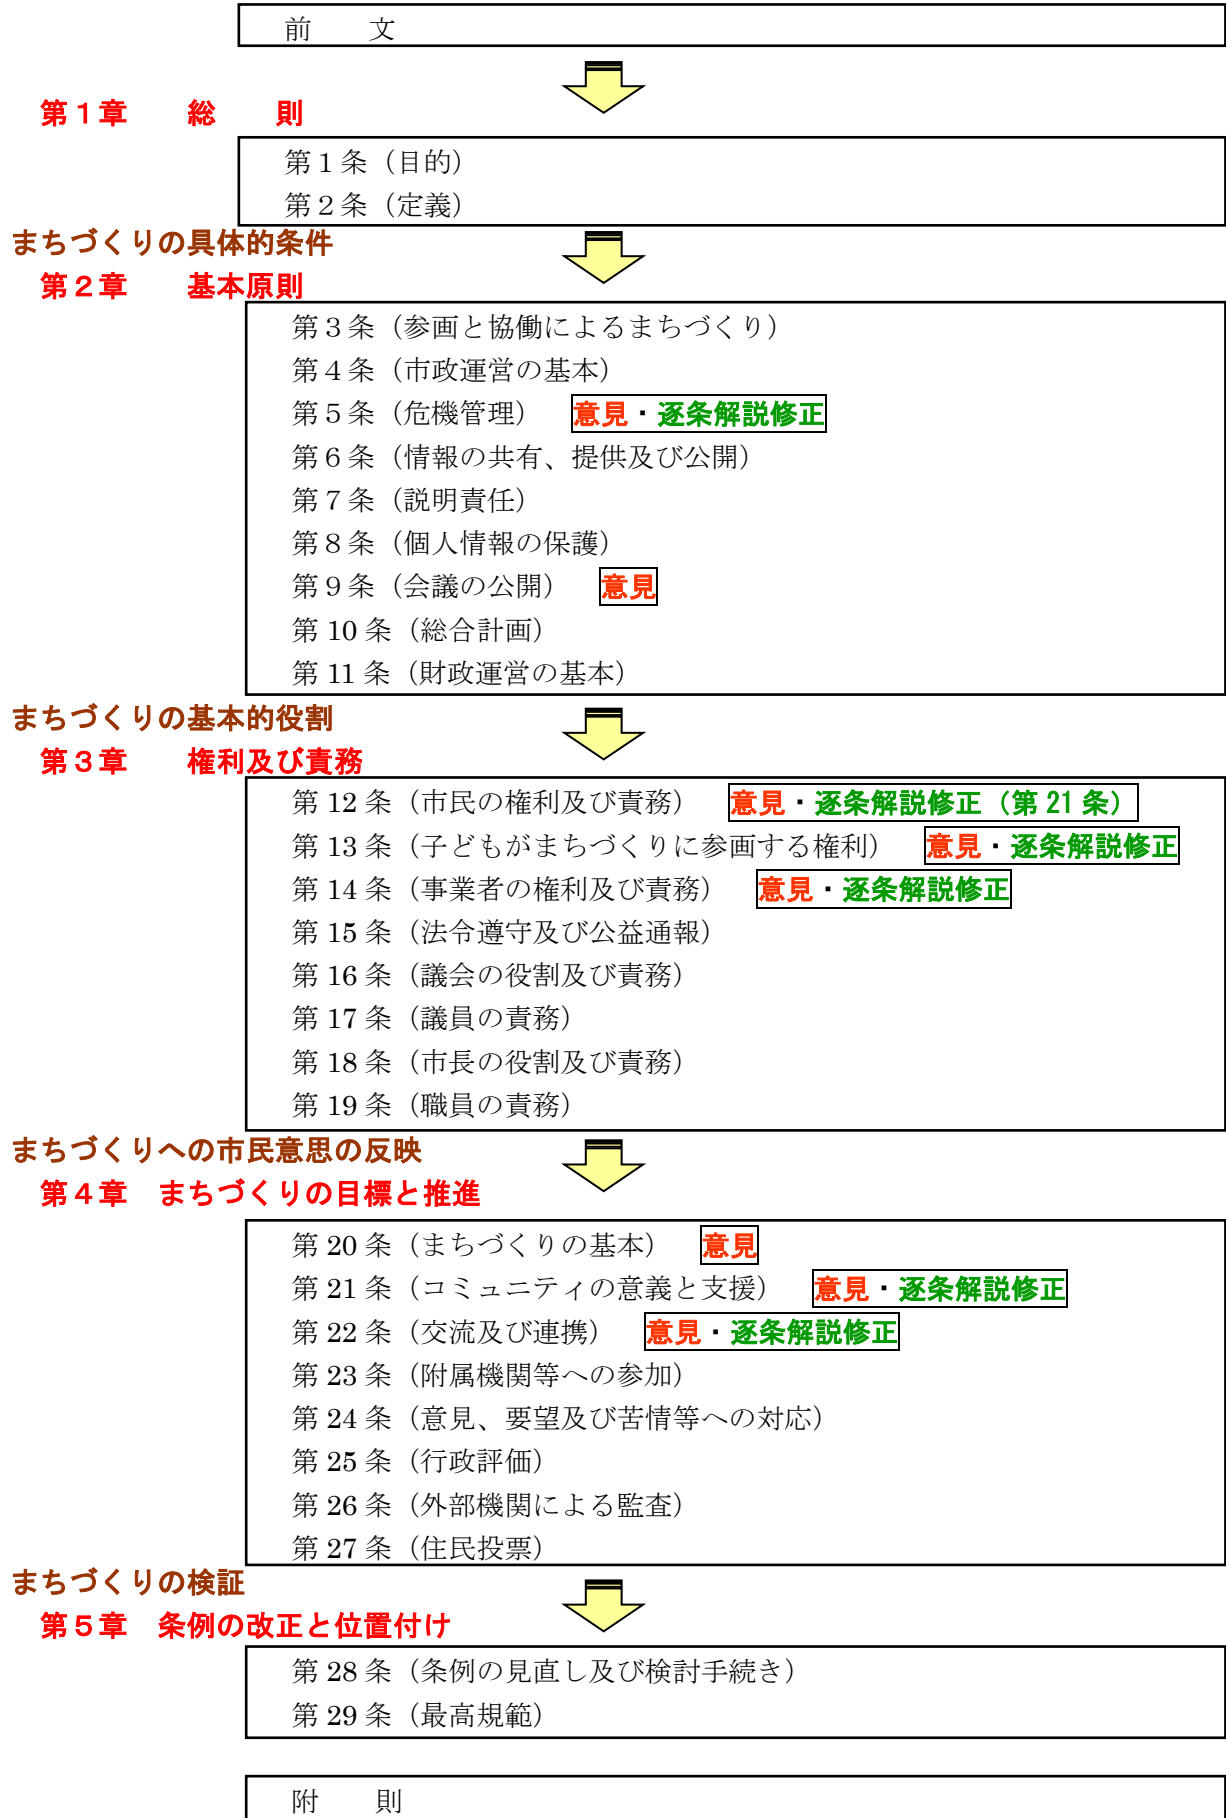 前　　文
第１章　　総　　則
第１条（目的）
第２条（定義）
まちづくりの具体的条件
第２章　　基本原則
第３条（参画と協働によるまちづくり）
第４条（市政運営の基本）
第５条（危機管理）　意見・逐条解説修正
第６条（情報の共有、提供及び公開）
第７条（説明責任）
第８条（個人情報の保護）
第９条（会議の公開）　意見
第 10 条（総合計画）
第 11 条（財政運営の基本）
まちづくりの基本的役割
第３章　　権利及び責務
第 12 条（市民の権利及び責務）　意見・逐条解説修正（第 21 条）
第 13 条（子どもがまちづくりに参画する権利）　意見・逐条解説修正
第 14 条（事業者の権利及び責務）　意見・逐条解説修正
第 15 条（法令遵守及び公益通報）
第 16 条（議会の役割及び責務）
第 17 条（議員の責務）
第 18 条（市長の役割及び責務）
第 19 条（職員の責務）
まちづくりへの市民意思の反映
第４章　まちづくりの目標と推進
第 20 条（まちづくりの基本）　意見
第 21 条（コミュニティの意義と支援）　意見・逐条解説修正
第 22 条（交流及び連携）　意見・逐条解説修正
第 23 条（附属機関等への参加）
第 24 条（意見、要望及び苦情等への対応）
第 25 条（行政評価）
第 26 条（外部機関による監査）
第 27 条（住民投票）
まちづくりの検証
第５章　条例の改正と位置付け
第 28 条（条例の見直し及び検討手続き）
第 29 条（最高規範）
附　　則